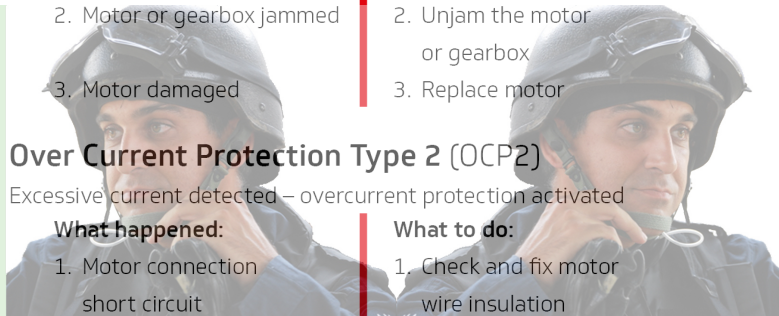 2. Motor or gearbox jammed
2. Unjam the motor
or gearbox
3. Motor damaged
3. Replace motor
Over Current Protection Type 2 (OCP2)
Excessive current detected – overcurrent protection activated
What happened:
What to do:
1. Motor connection
short circuit
1. Check and fix motor
wire insulation